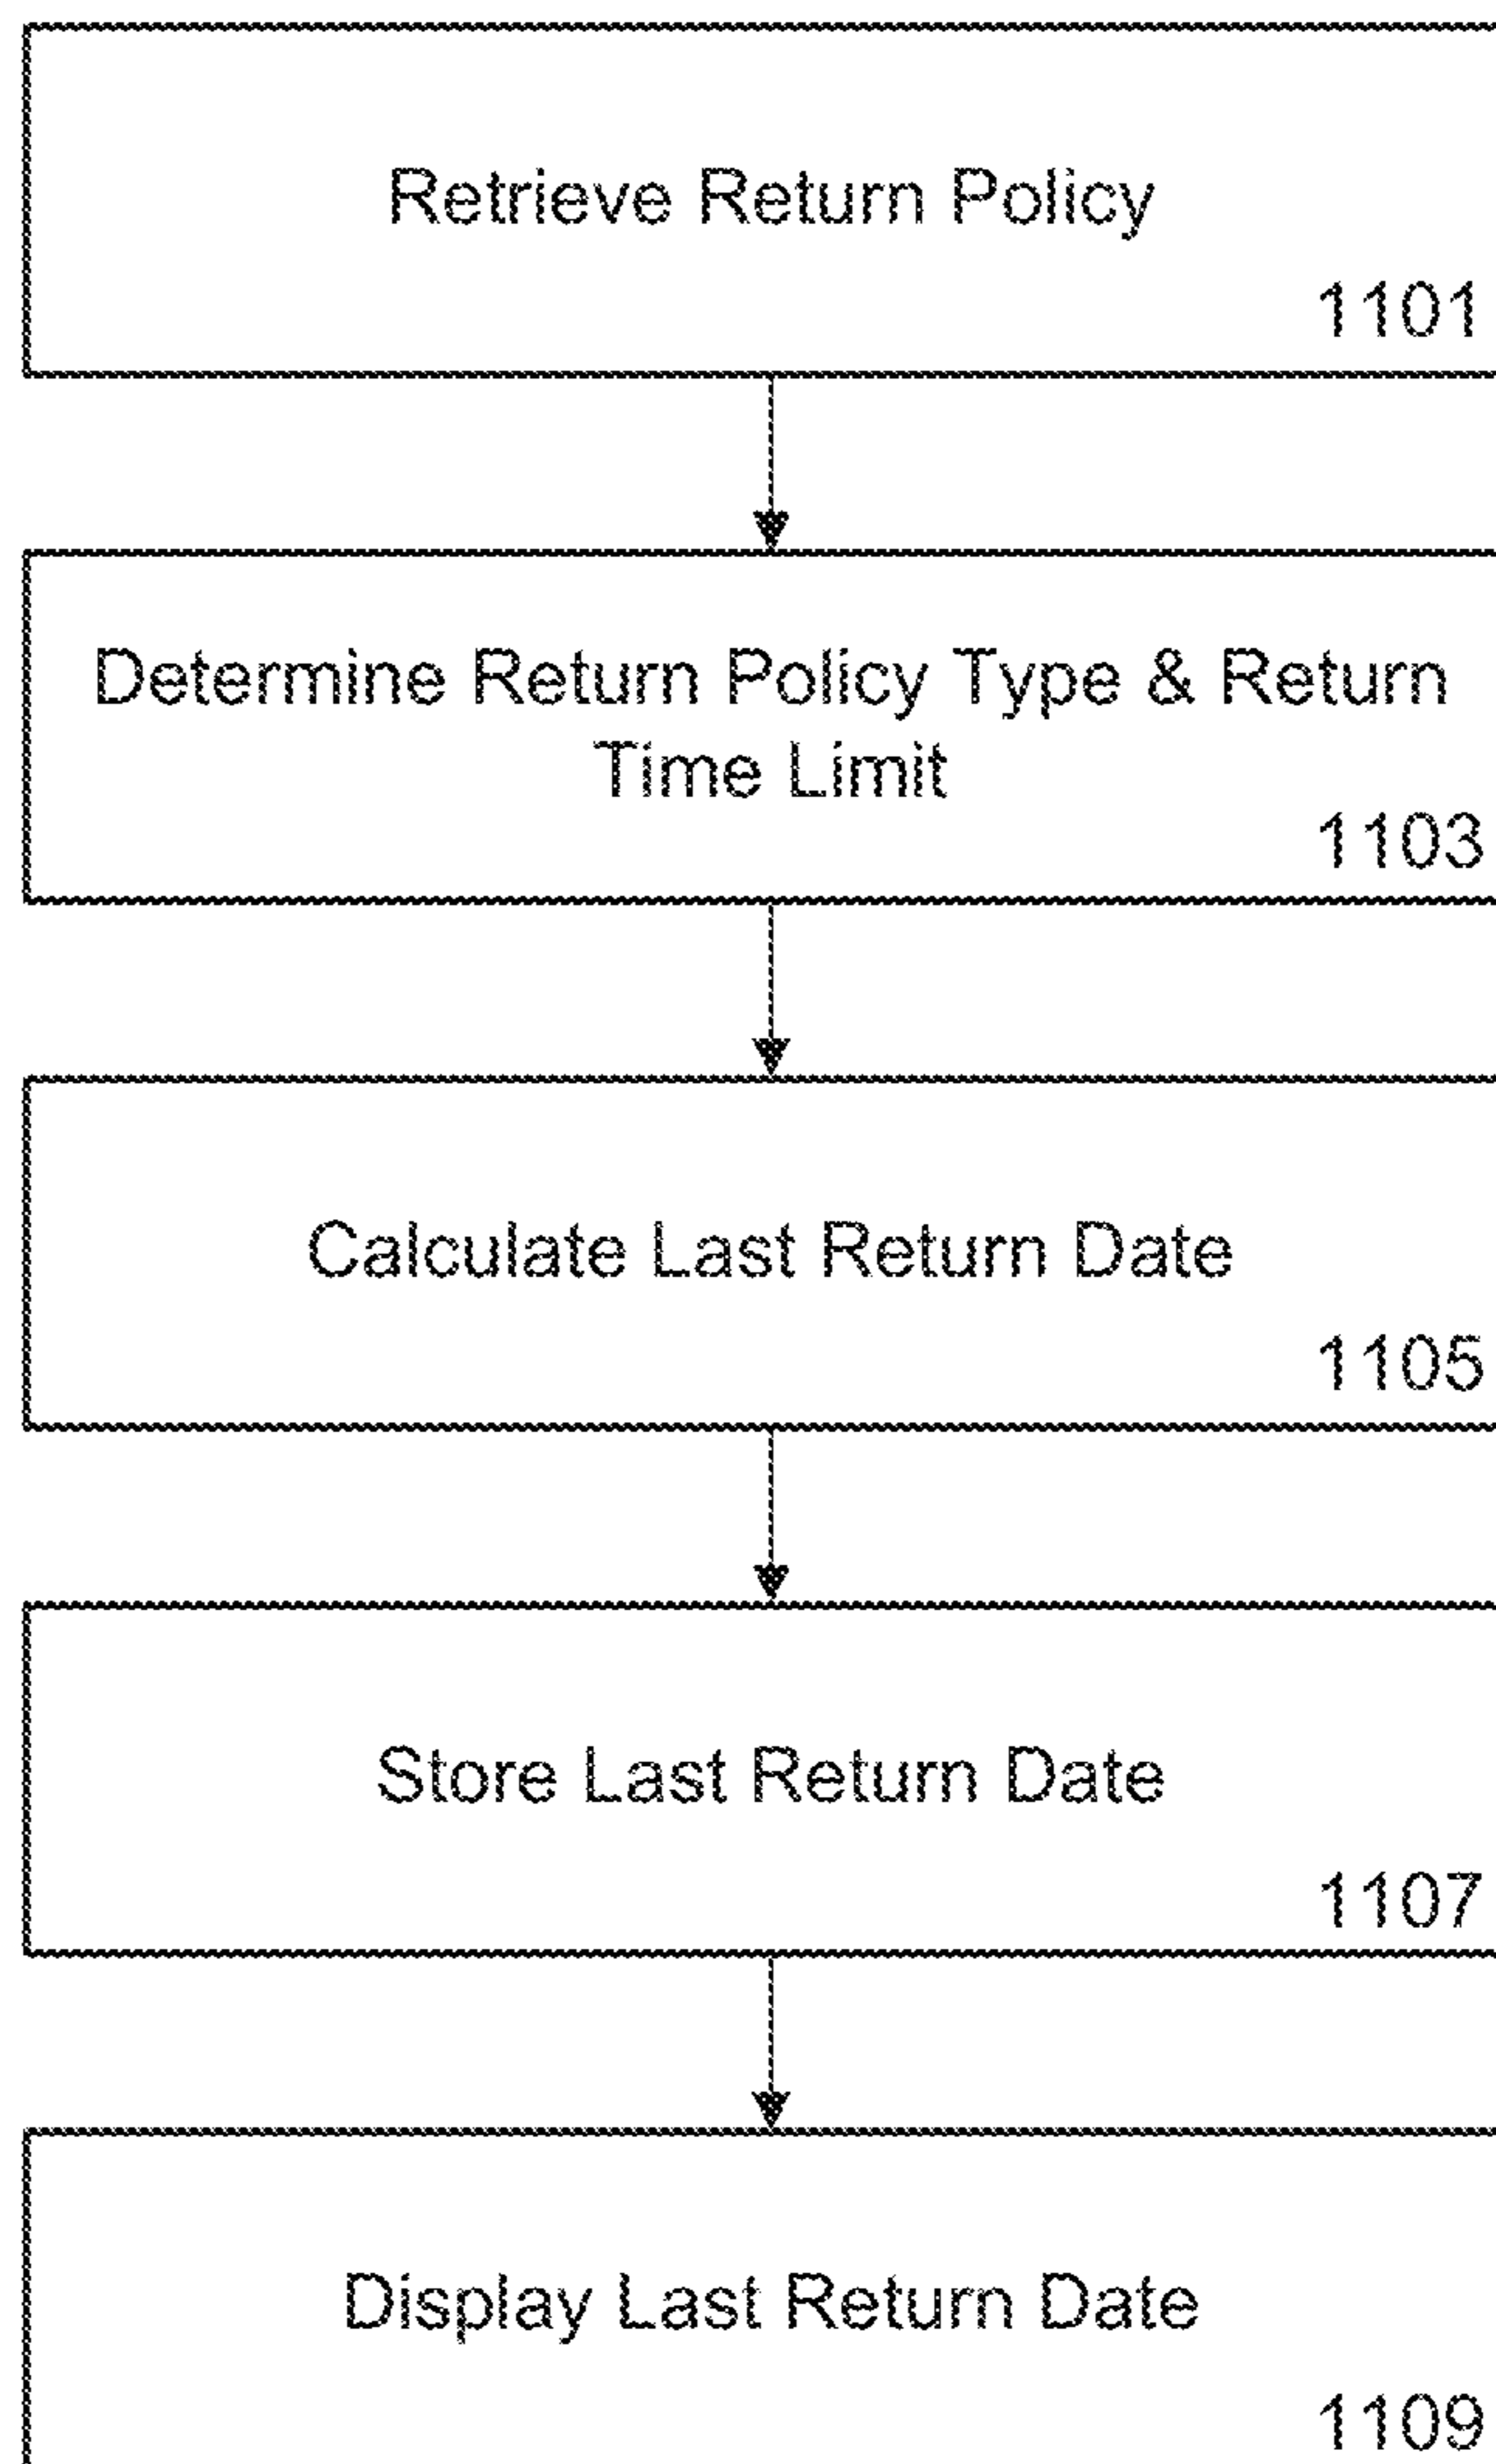 Retrieve Return Policy
1101
Determine Return Policy Type & Return
Time Limit
1103
Calculate Last Return Date
1105
Store Last Return Date
1107
Display Last Return Date
1109